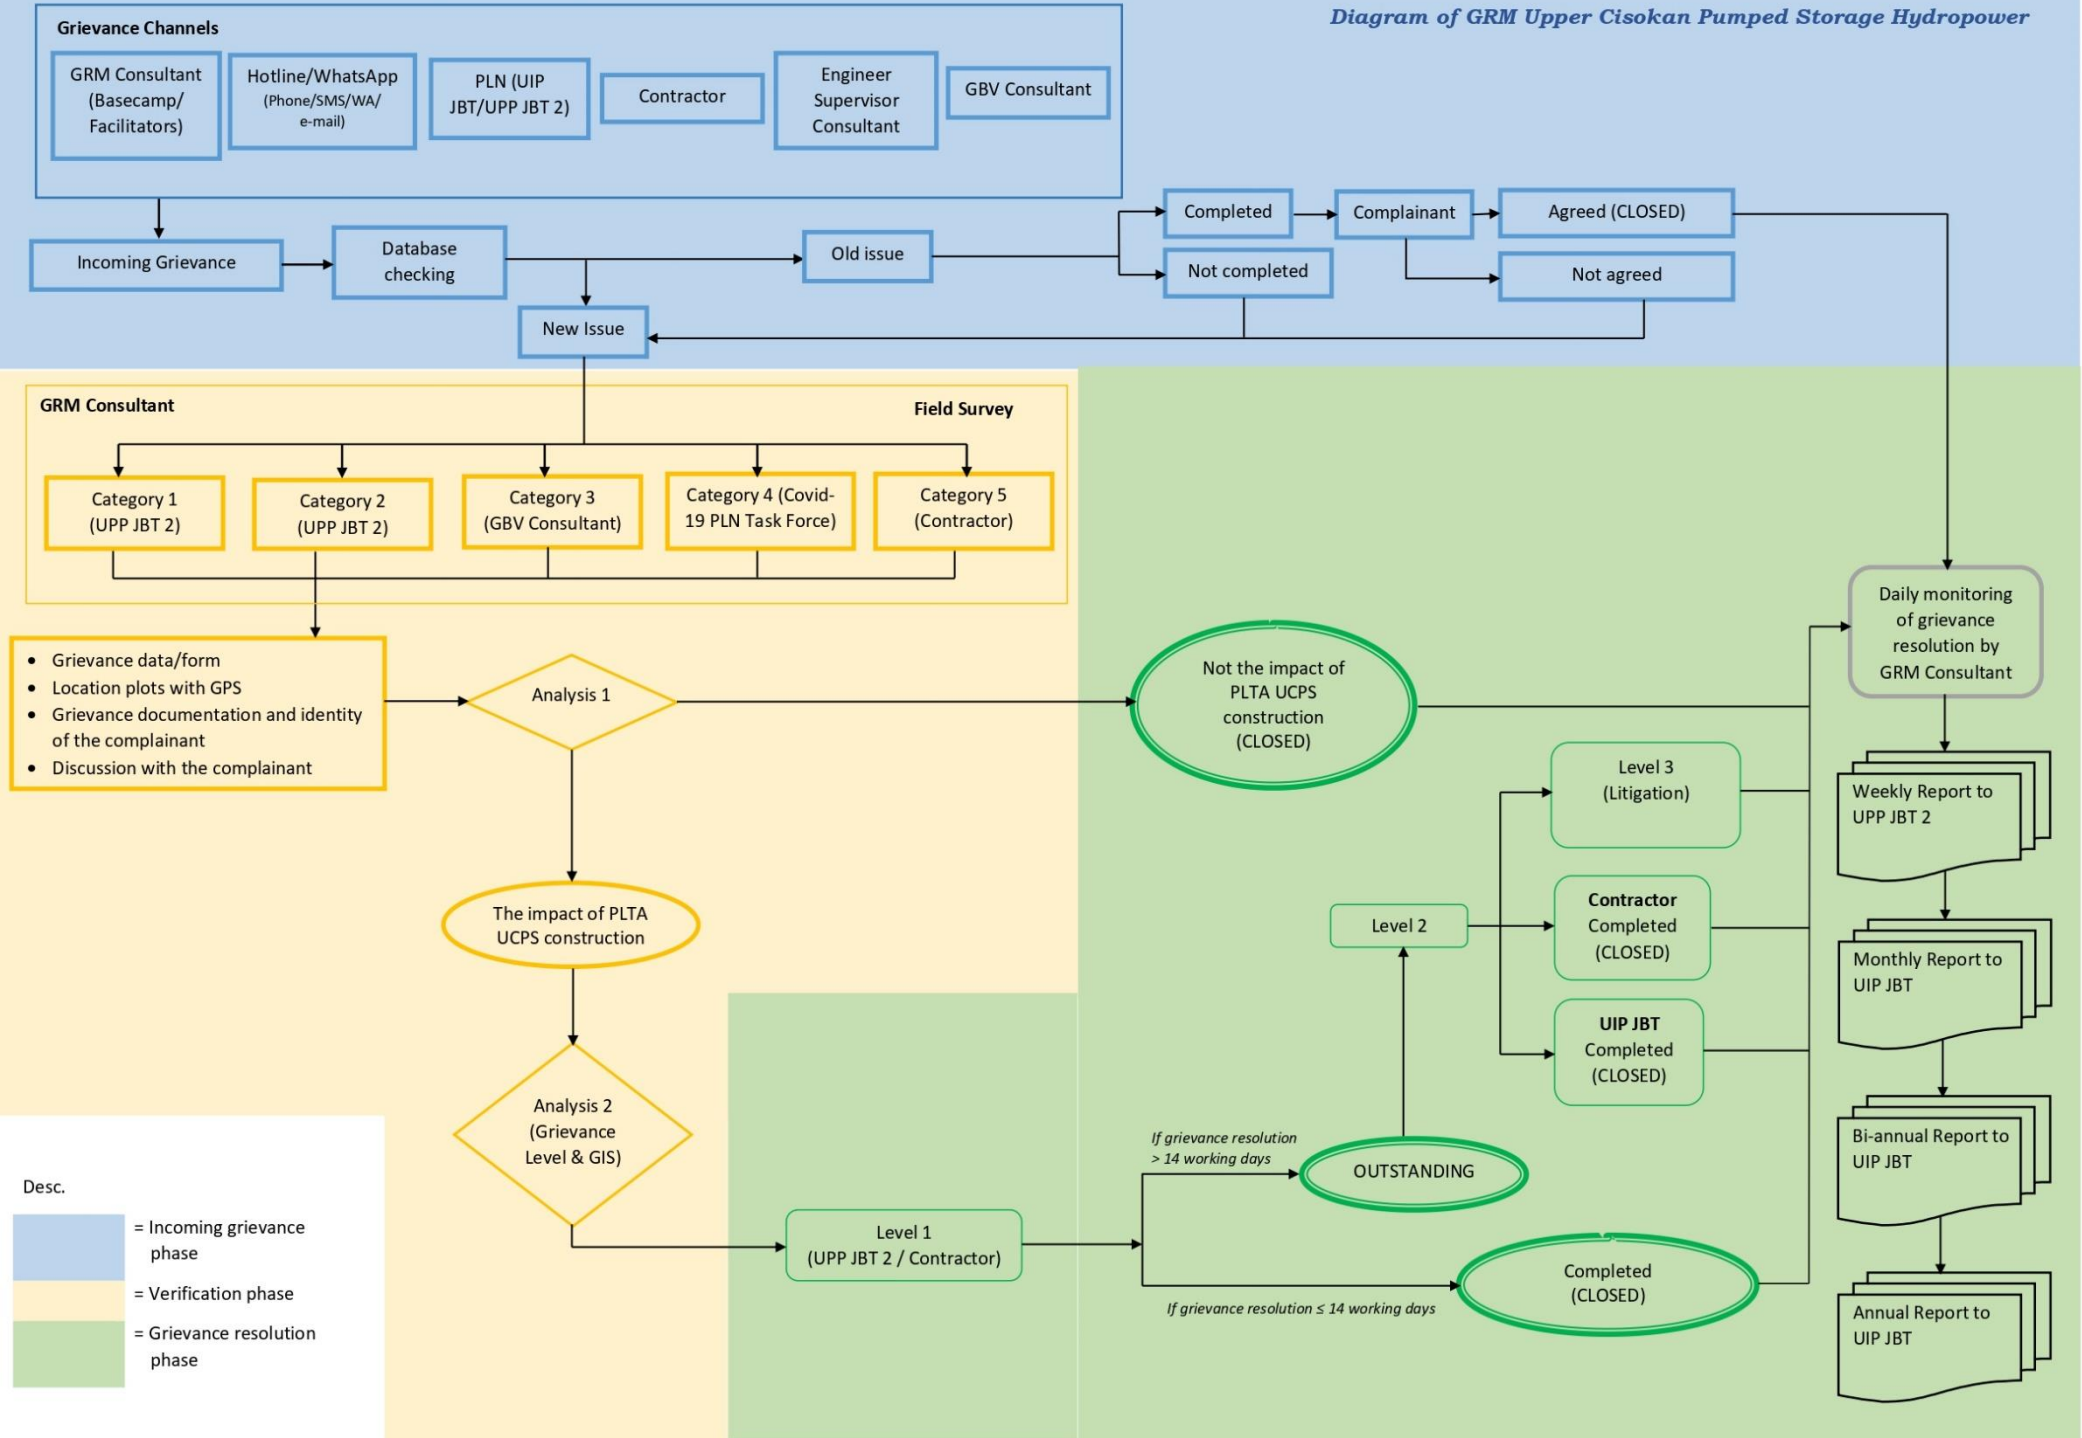 Diagram of GRM Upper Cisokan Pumped Storage Hydropower
Grievance Channels
GRM Consultant
(Basecamp/
Facilitators)
Hotline/WhatsApp
(Phone/SMS/WA/
e-mail)
PLN (UIP
JBT/UPP JBT 2)
Contractor
Engineer
Supervisor
Consultant
GBV Consultant
Incoming Grievance
Database
checking
Old issue
New Issue
Completed
Not completed
Complainant
Agreed (CLOSED)
Not agreed
GRM Consultant
Field Survey
Category 1
(UPP JBT 2)
Category 2
(UPP JBT 2)
Category 3
(GBV Consultant)
Category 4 (Covid-
19 PLN Task Force)
Category 5
(Contractor)
• Grievance data/form
• Location plots with GPS
• Grievance documentation and identity
of the complainant
• Discussion with the complainant
Analysis 1
Not the impact of
PLTA UCPS
construction
(CLOSED)
The impact of PLTA
UCPS construction
Analysis 2
(Grievance
Level & GIS)
Level 1
(UPP JBT 2 / Contractor)
If grievance resolution
> 14 working days
OUTSTANDING
If grievance resolution ≤ 14 working days
Completed
(CLOSED)
Level 2
Level 3
(Litigation)
Contractor
Completed
(CLOSED)
UIP JBT
Completed
(CLOSED)
Daily monitoring
of grievance
resolution by
GRM Consultant
Weekly Report to
UPP JBT 2
Monthly Report to
UIP JBT
Bi-annual Report to
UIP JBT
Annual Report to
UIP JBT
Desc.
= Incoming grievance
phase
= Verification phase
= Grievance resolution
phase